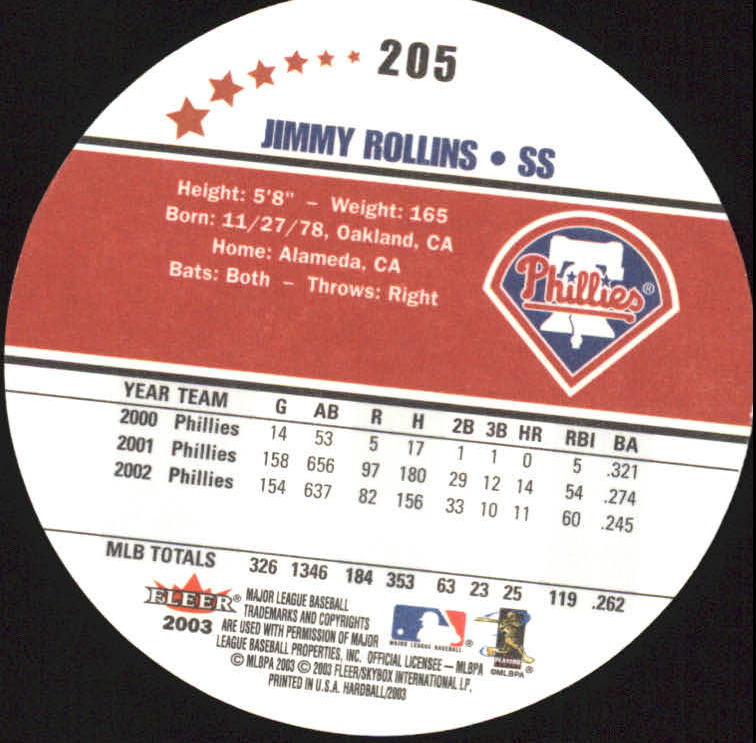 205
JIMMY ROLLINS • SS
Height: 5'8" – Weight: 165
Born: 11/27/78, Oakland, CA
Home: Alameda, CA
Bats: Both – Throws: Right
Phillies®
YEAR TEAM G AB R H 2B 3B HR RBI BA
2000 Phillies 14 53 5 17 1 1 0 5 .321
2001 Phillies 158 656 97 180 29 12 14 54 .274
2002 Phillies 154 637 82 156 33 10 11 60 .245
MLB TOTALS 326 1346 184 353 63 23 25 119 .262
FLEER®
2003
MAJOR LEAGUE BASEBALL
TRADEMARKS AND COPYRIGHTS
ARE USED WITH PERMISSION OF MAJOR
LEAGUE BASEBALL PROPERTIES, INC. OFFICIAL LICENSEE – MLBPA
© MLBPA 2003 © 2003 FLEER/SKYBOX INTERNATIONAL LP.
PRINTED IN U.S.A. HARDBALL/2003
MAJOR LEAGUE BASEBALL®
PLAYERS
©MLBPA